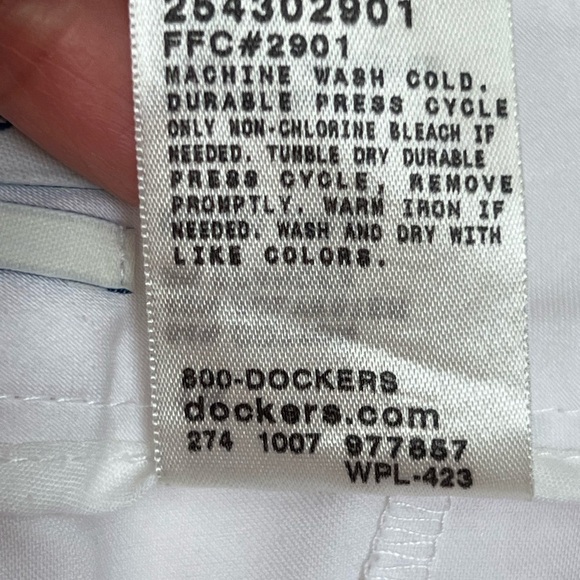 254302901
FFC#2901
MACHINE WASH COLD.
DURABLE PRESS CYCLE
ONLY NON-CHLORINE BLEACH IF
NEEDED. TUMBLE DRY DURABLE
PRESS CYCLE, REMOVE
PROMPTLY. WARM IRON IF
NEEDED. WASH AND DRY WITH
LIKE COLORS.
800-DOCKERS
dockers.com
274 1007 977857
WPL-423